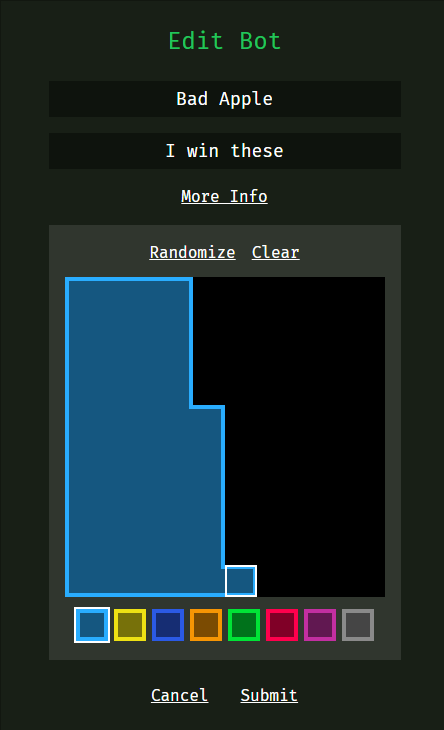 Edit Bot
Bad Apple
I win these
More Info
Randomize Clear
Cancel Submit